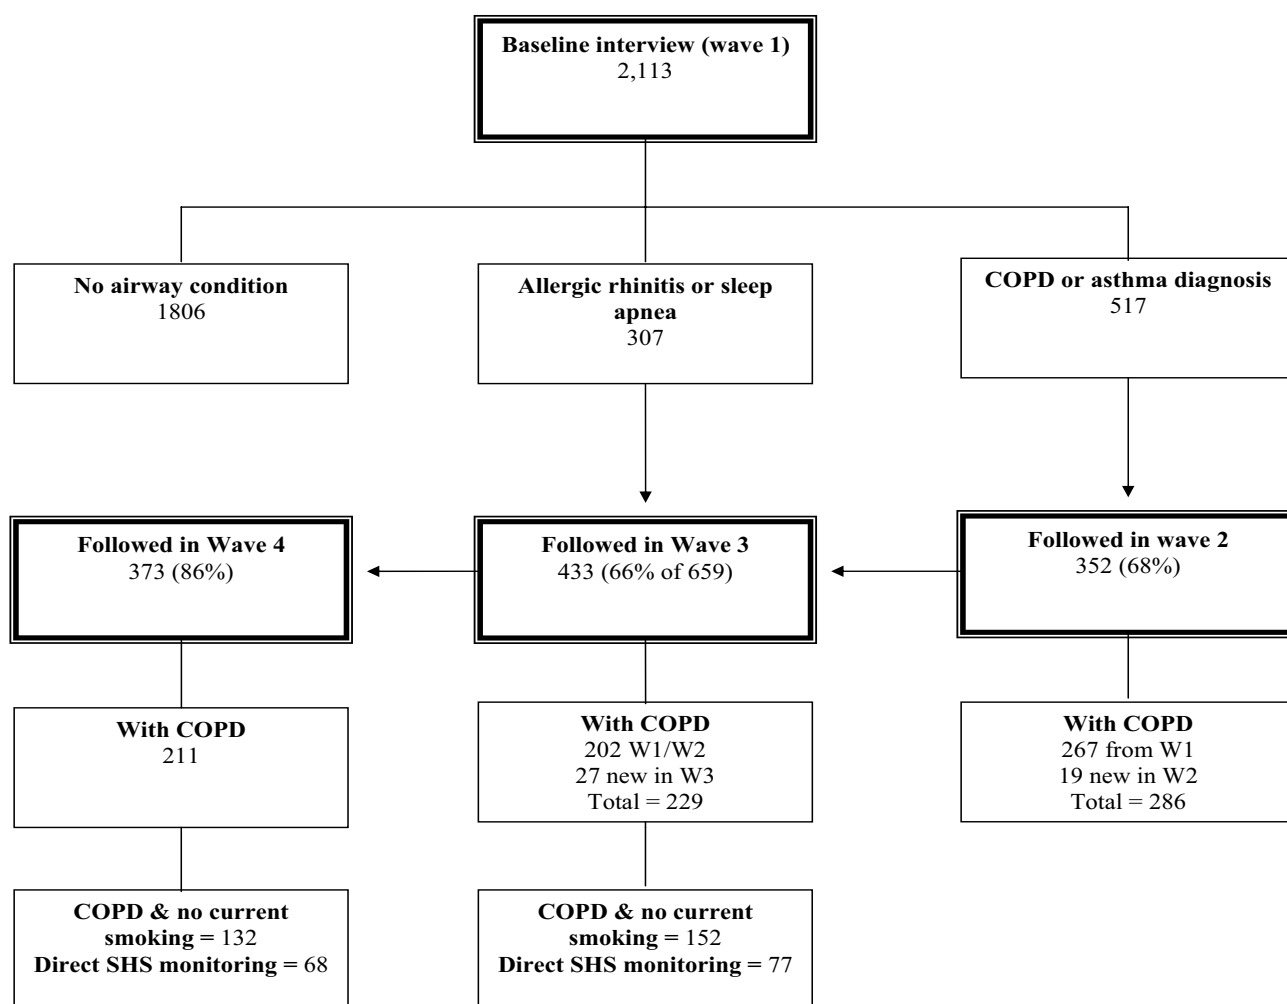 Baseline interview (wave 1)
2,113
No airway condition
1806
Allergic rhinitis or sleep
apnea
307
COPD or asthma diagnosis
517
Followed in Wave 4
373 (86%)
Followed in Wave 3
433 (66% of 659)
Followed in wave 2
352 (68%)
With COPD
211
With COPD
202 W1/W2
27 new in W3
Total = 229
With COPD
267 from W1
19 new in W2
Total = 286
COPD & no current
smoking = 132
Direct SHS monitoring = 68
COPD & no current
smoking = 152
Direct SHS monitoring = 77